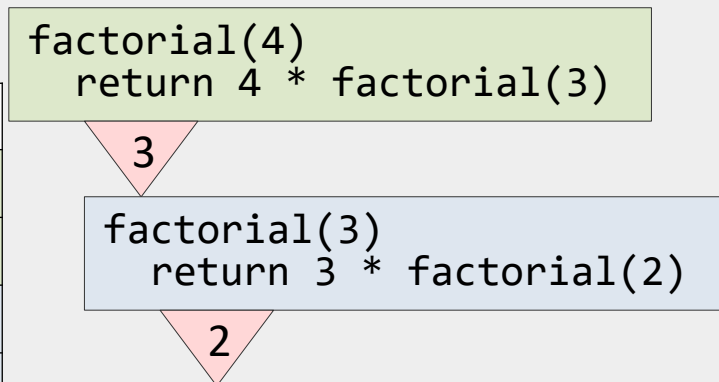 factorial(4)
return 4 * factorial(3)
3
factorial(3)
return 3 * factorial(2)
2